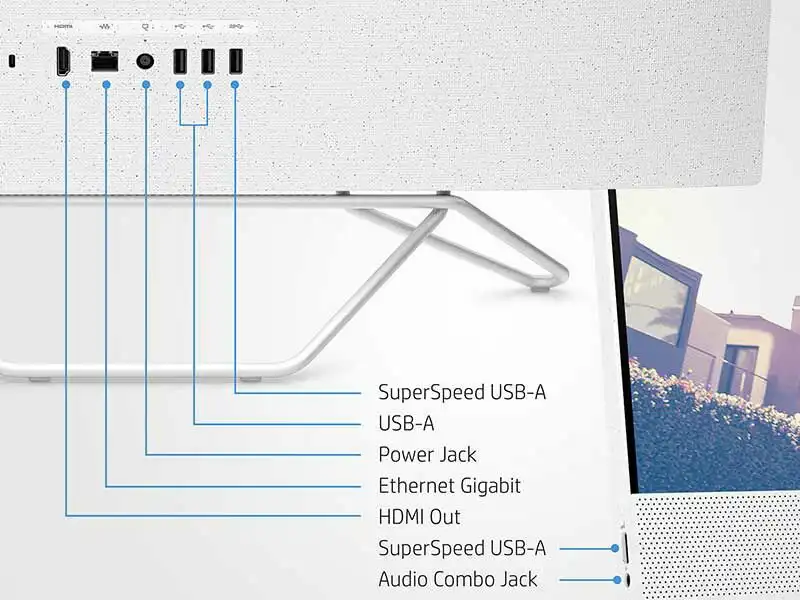 HDMI
SuperSpeed USB-A
USB-A
Power Jack
Ethernet Gigabit
HDMI Out
SuperSpeed USB-A
Audio Combo Jack